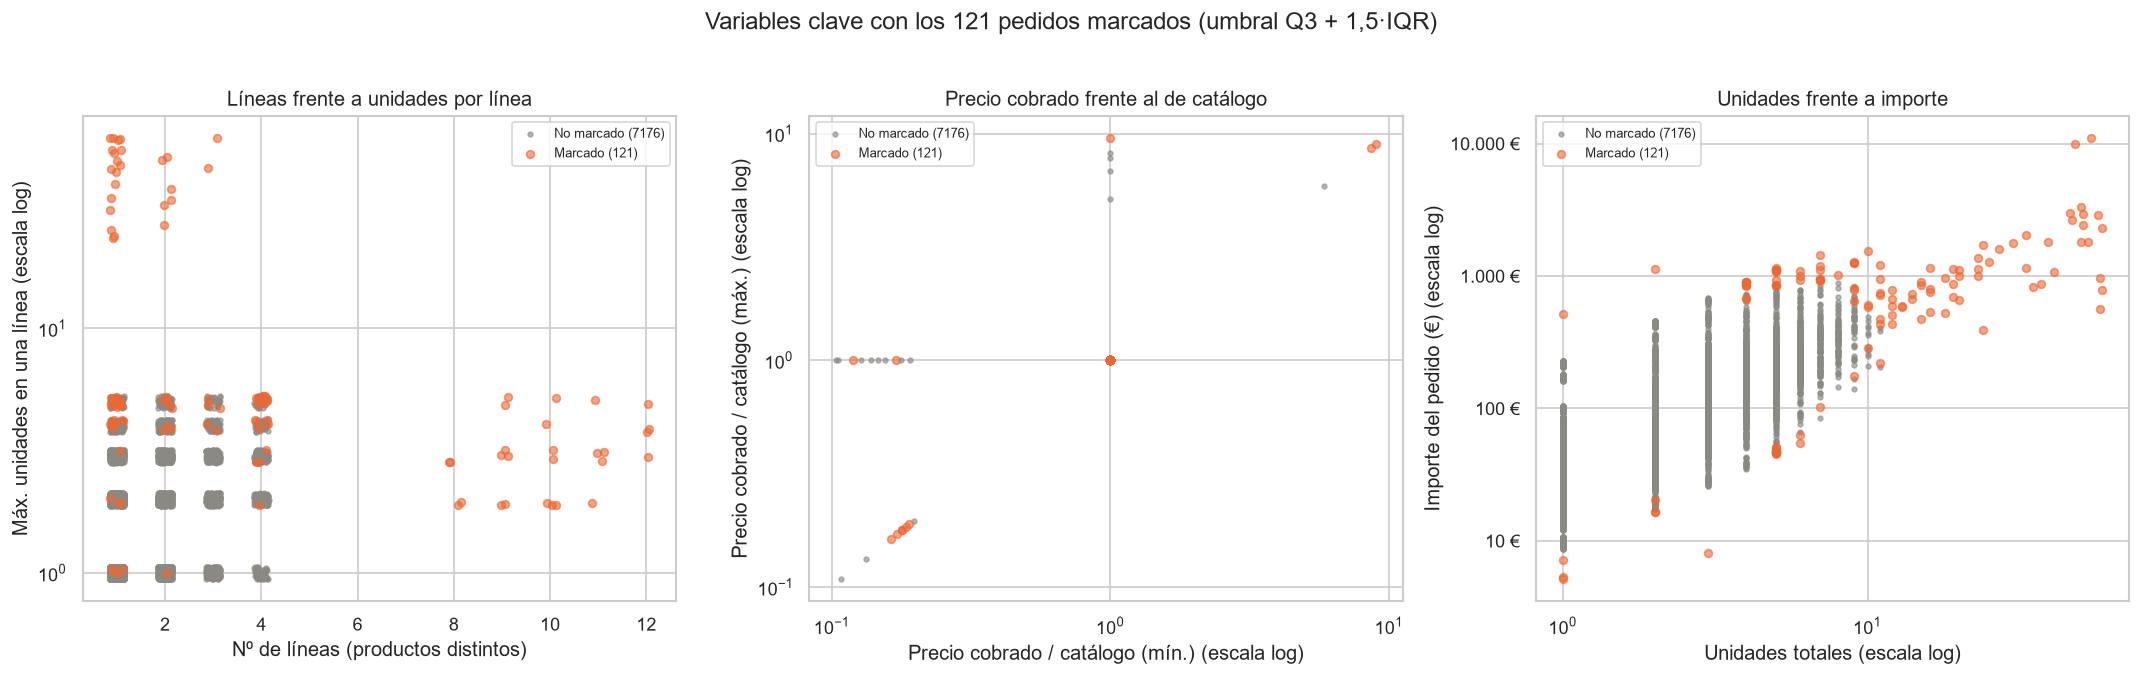 Variables clave con los 121 pedidos marcados (umbral Q3 + 1,5·IQR)
Líneas frente a unidades por línea
No marcado (7176)
Marcado (121)
Máx. unidades en una línea (escala log)
10¹
10⁰
2
4
6
8
10
12
Nº de líneas (productos distintos)
Precio cobrado frente al de catálogo
No marcado (7176)
Marcado (121)
Precio cobrado / catálogo (máx.) (escala log)
10¹
10⁰
10⁻¹
10⁻¹
10⁰
10¹
Precio cobrado / catálogo (mín.) (escala log)
Unidades frente a importe
No marcado (7176)
Marcado (121)
Importe del pedido (€) (escala log)
10.000 €
1.000 €
100 €
10 €
10⁰
10¹
Unidades totales (escala log)